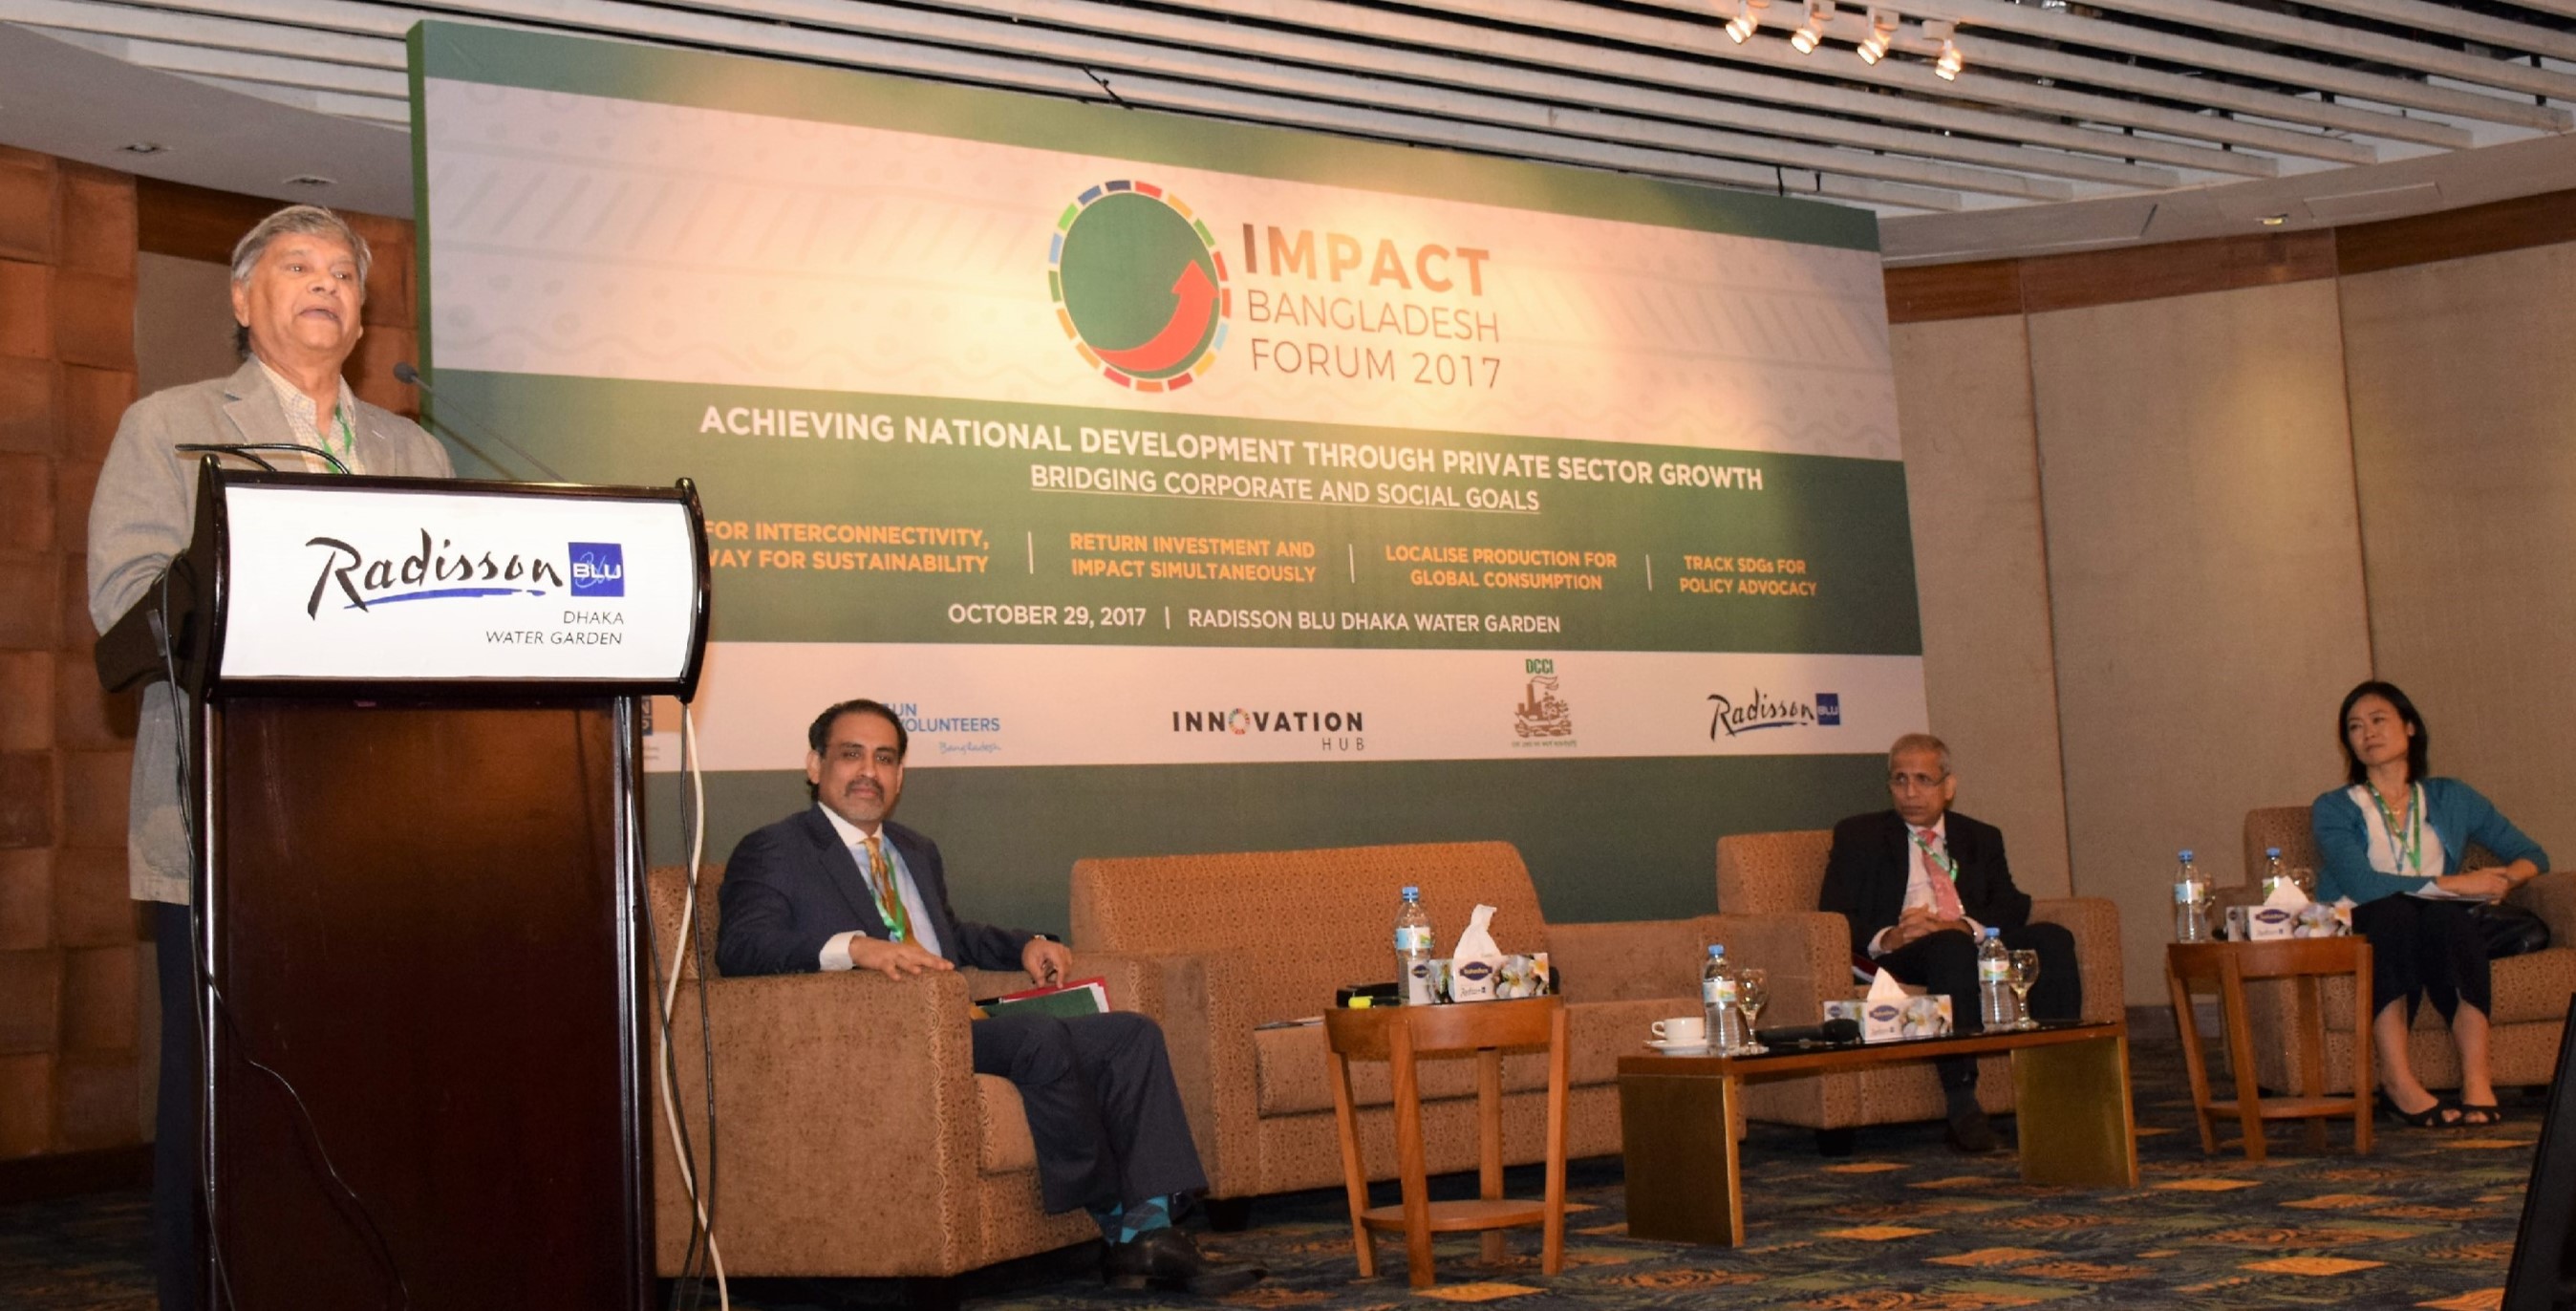 IMPACT
BANGLADESH
FORUM 2017
ACHIEVING NATIONAL DEVELOPMENT THROUGH PRIVATE SECTOR GROWTH
BRIDGING CORPORATE AND SOCIAL GOALS
FOR INTERCONNECTIVITY,
WAY FOR SUSTAINABILITY
RETURN INVESTMENT AND
IMPACT SIMULTANEOUSLY
LOCALISE PRODUCTION FOR
GLOBAL CONSUMPTION
TRACK SDGs FOR
POLICY ADVOCACY
OCTOBER 29, 2017 | RADISSON BLU DHAKA WATER GARDEN
UN
VOLUNTEERS
Bangladesh
INNOVATION
HUB
DCCI
Radisson
BLU
Radisson
BLU
DHAKA
WATER GARDEN